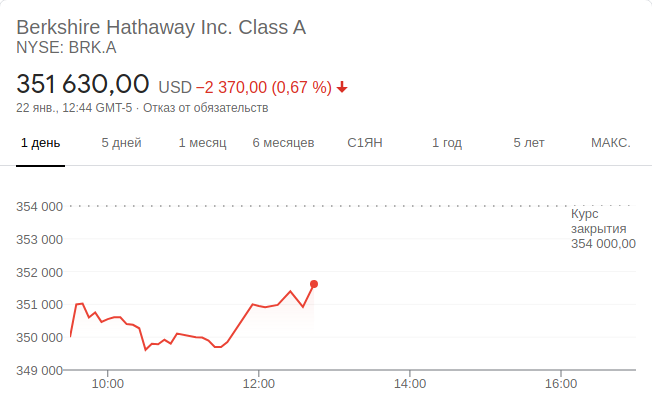 Berkshire Hathaway Inc. Class A
NYSE: BRK.A
351 630,00 USD −2 370,00 (0,67 %)
22 янв., 12:44 GMT-5 · Отказ от обязательств
1 день 5 дней 1 месяц 6 месяцев С1ЯН 1 год 5 лет МАКС.
354 000
Курс
закрытия
354 000,00
353 000
352 000
351 000
350 000
349 000
10:00 12:00 14:00 16:00